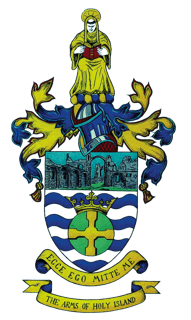 ECCE EGO MITTE ME
THE ARMS OF HOLY ISLAND